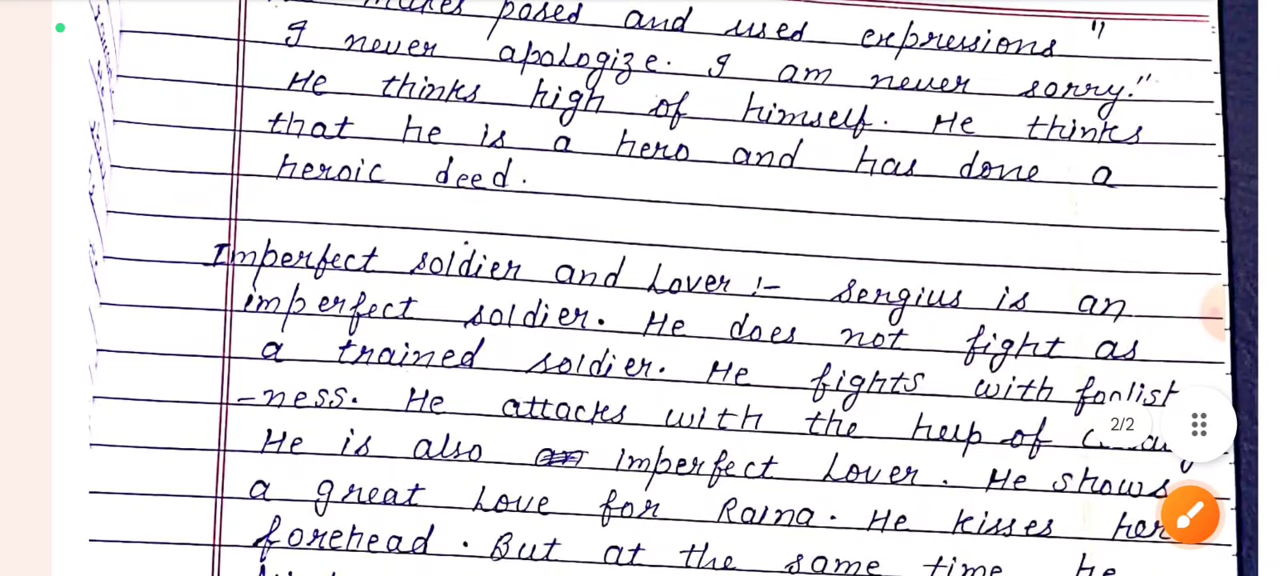 makes posed and used expressions "
I never apologize. I am never sorry."
He thinks high of himself. He thinks
that he is a hero and has done a
heroic deed.
Imperfect soldier and Lover :- Sergius is an
imperfect soldier. He does not fight as
a trained soldier. He fights with foolist
-ness. He attacks with the help of
He is also imperfect Lover. He shows
a great Love for Raina. He kisses her
forehead. But at the same time he
2/2